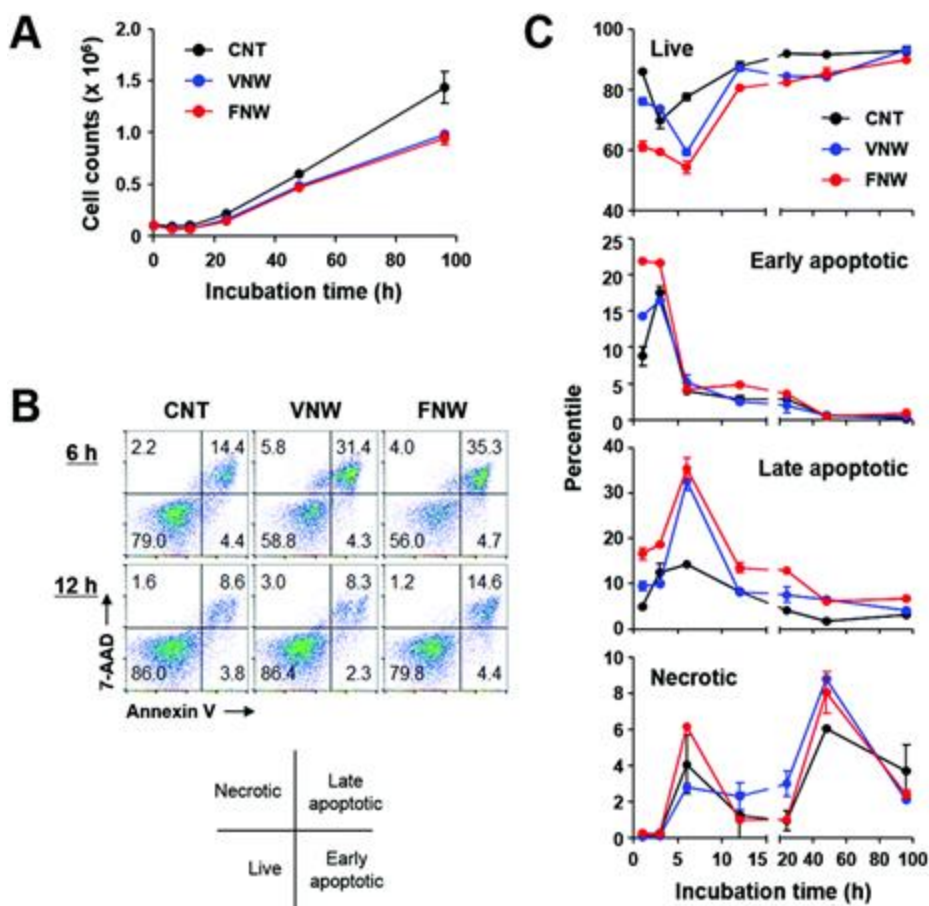 A
2.0
1.5
1.0
0.5
0
Cell counts (x 10⁶)
CNT
VNW
FNW
0 20 40 60 80 100
Incubation time (h)
B
CNT VNW FNW
6 h
2.2 14.4 5.8 31.4 4.0 35.3
79.0 4.4 58.8 4.3 56.0 4.7
12 h
1.6 8.6 3.0 8.3 1.2 14.6
86.0 3.8 86.4 2.3 79.8 4.4
7-AAD
Annexin V
Necrotic Late
apoptotic
Live Early
apoptotic
C
Percentile
Live
100
80
60
40
CNT
VNW
FNW
Early apoptotic
25
20
15
10
5
0
Late apoptotic
40
30
20
10
0
Necrotic
10
8
6
4
2
0
0 5 10 15 20 40 60 80 100
Incubation time (h)